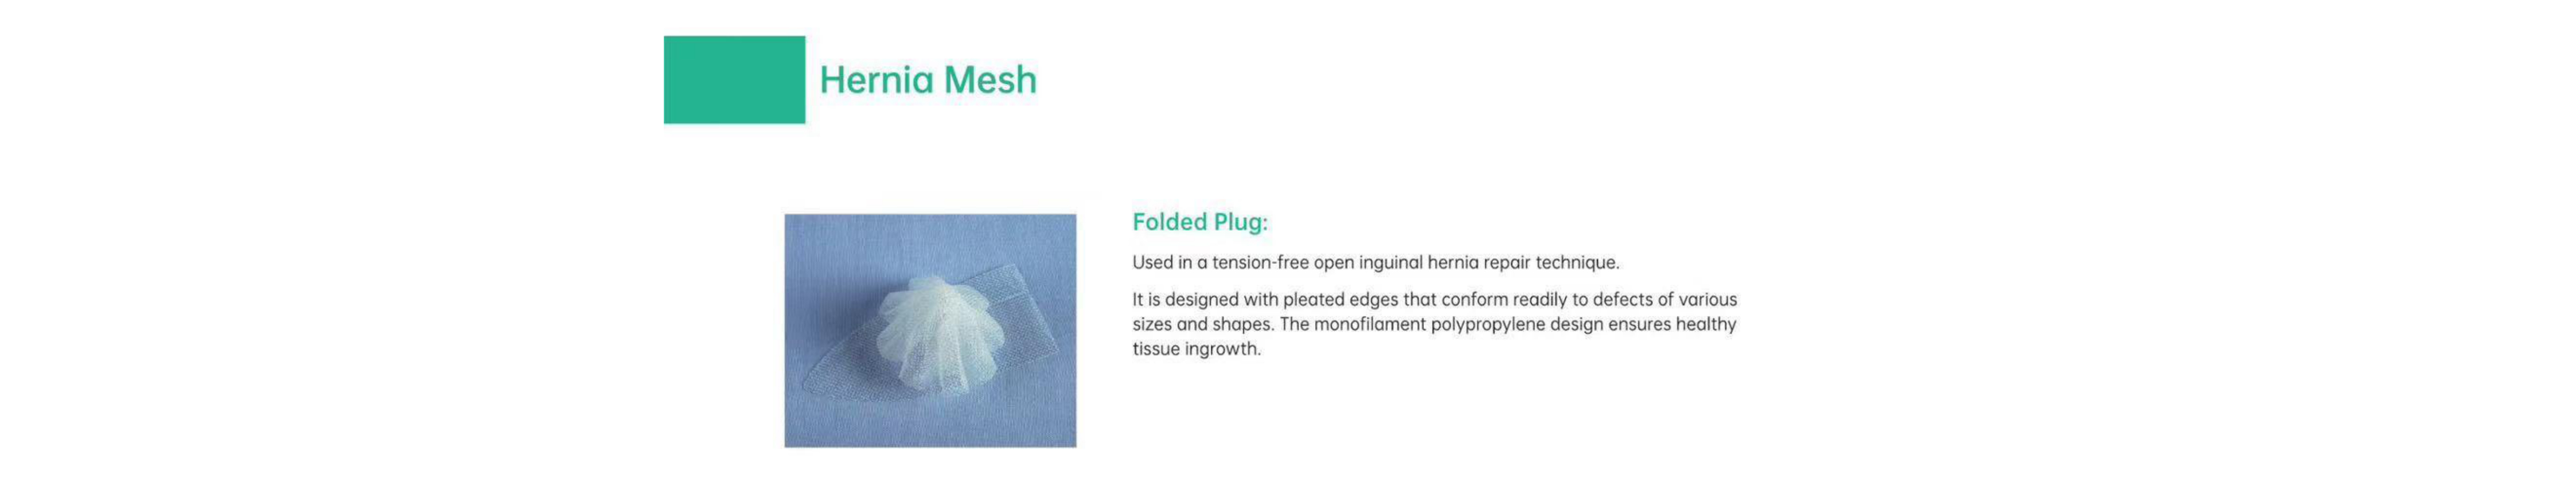 Hernia Mesh
Folded Plug:
Used in a tension-free open inguinal hernia repair technique.
It is designed with pleated edges that conform readily to defects of various
sizes and shapes. The monofilament polypropylene design ensures healthy
tissue ingrowth.